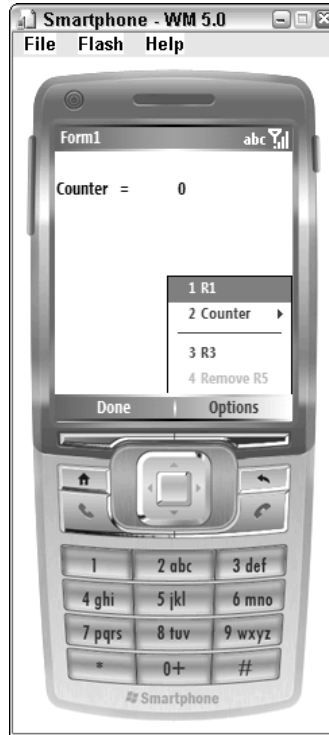 Smartphone - WM 5.0
File Flash Help
Form1 abc
Counter = 0
1 R1
2 Counter
3 R3
4 Remove R5
Done Options
1 2 abc 3 def
4 ghi 5 jkl 6 mno
7 pqrs 8 tuv 9 wxyz
* 0+ #
Smartphone